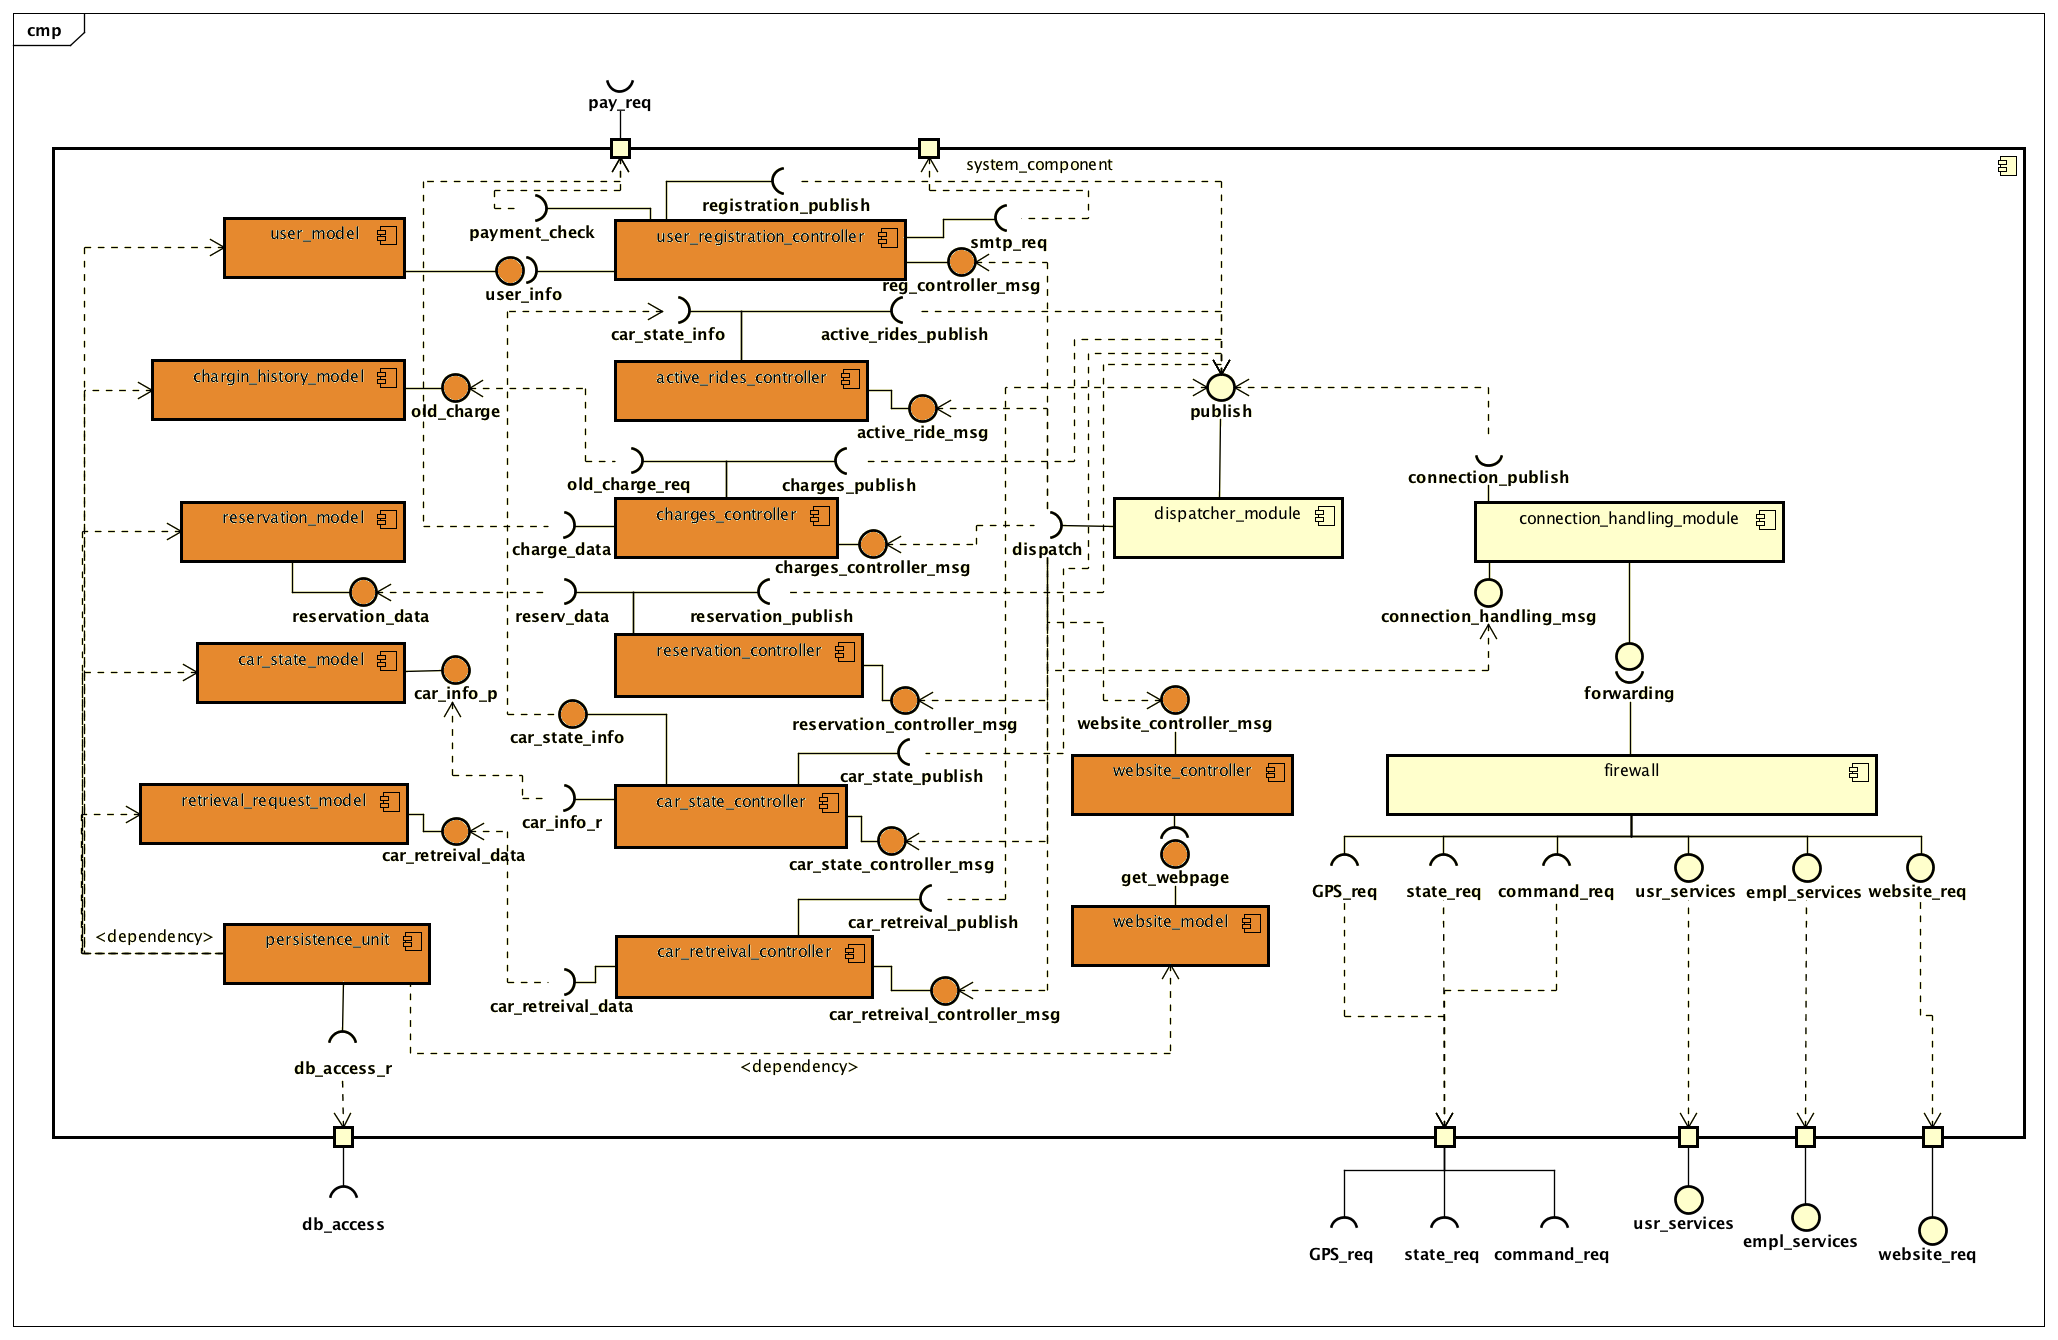 cmp
pay_req
system_component
registration_publish
payment_check
user_model
user_registration_controller
smtp_req
user_info
reg_controller_msg
car_state_info
active_rides_publish
chargin_history_model
active_rides_controller
old_charge
publish
active_ride_msg
old_charge_req
charges_publish
connection_publish
reservation_model
charges_controller
dispatcher_module
connection_handling_module
charge_data
dispatch
charges_controller_msg
reservation_data
reserv_data
reservation_publish
connection_handling_msg
car_state_model
reservation_controller
car_info_p
forwarding
reservation_controller_msg
website_controller_msg
car_state_info
car_state_publish
website_controller
firewall
retrieval_request_model
car_state_controller
car_info_r
car_retreival_data
car_state_controller_msg
get_webpage
GPS_req
state_req
command_req
usr_services
empl_services
website_req
car_retreival_publish
website_model
<dependency>
persistence_unit
car_retreival_controller
car_retreival_data
car_retreival_controller_msg
db_access_r
<dependency>
db_access
usr_services
empl_services
GPS_req
state_req
command_req
website_req